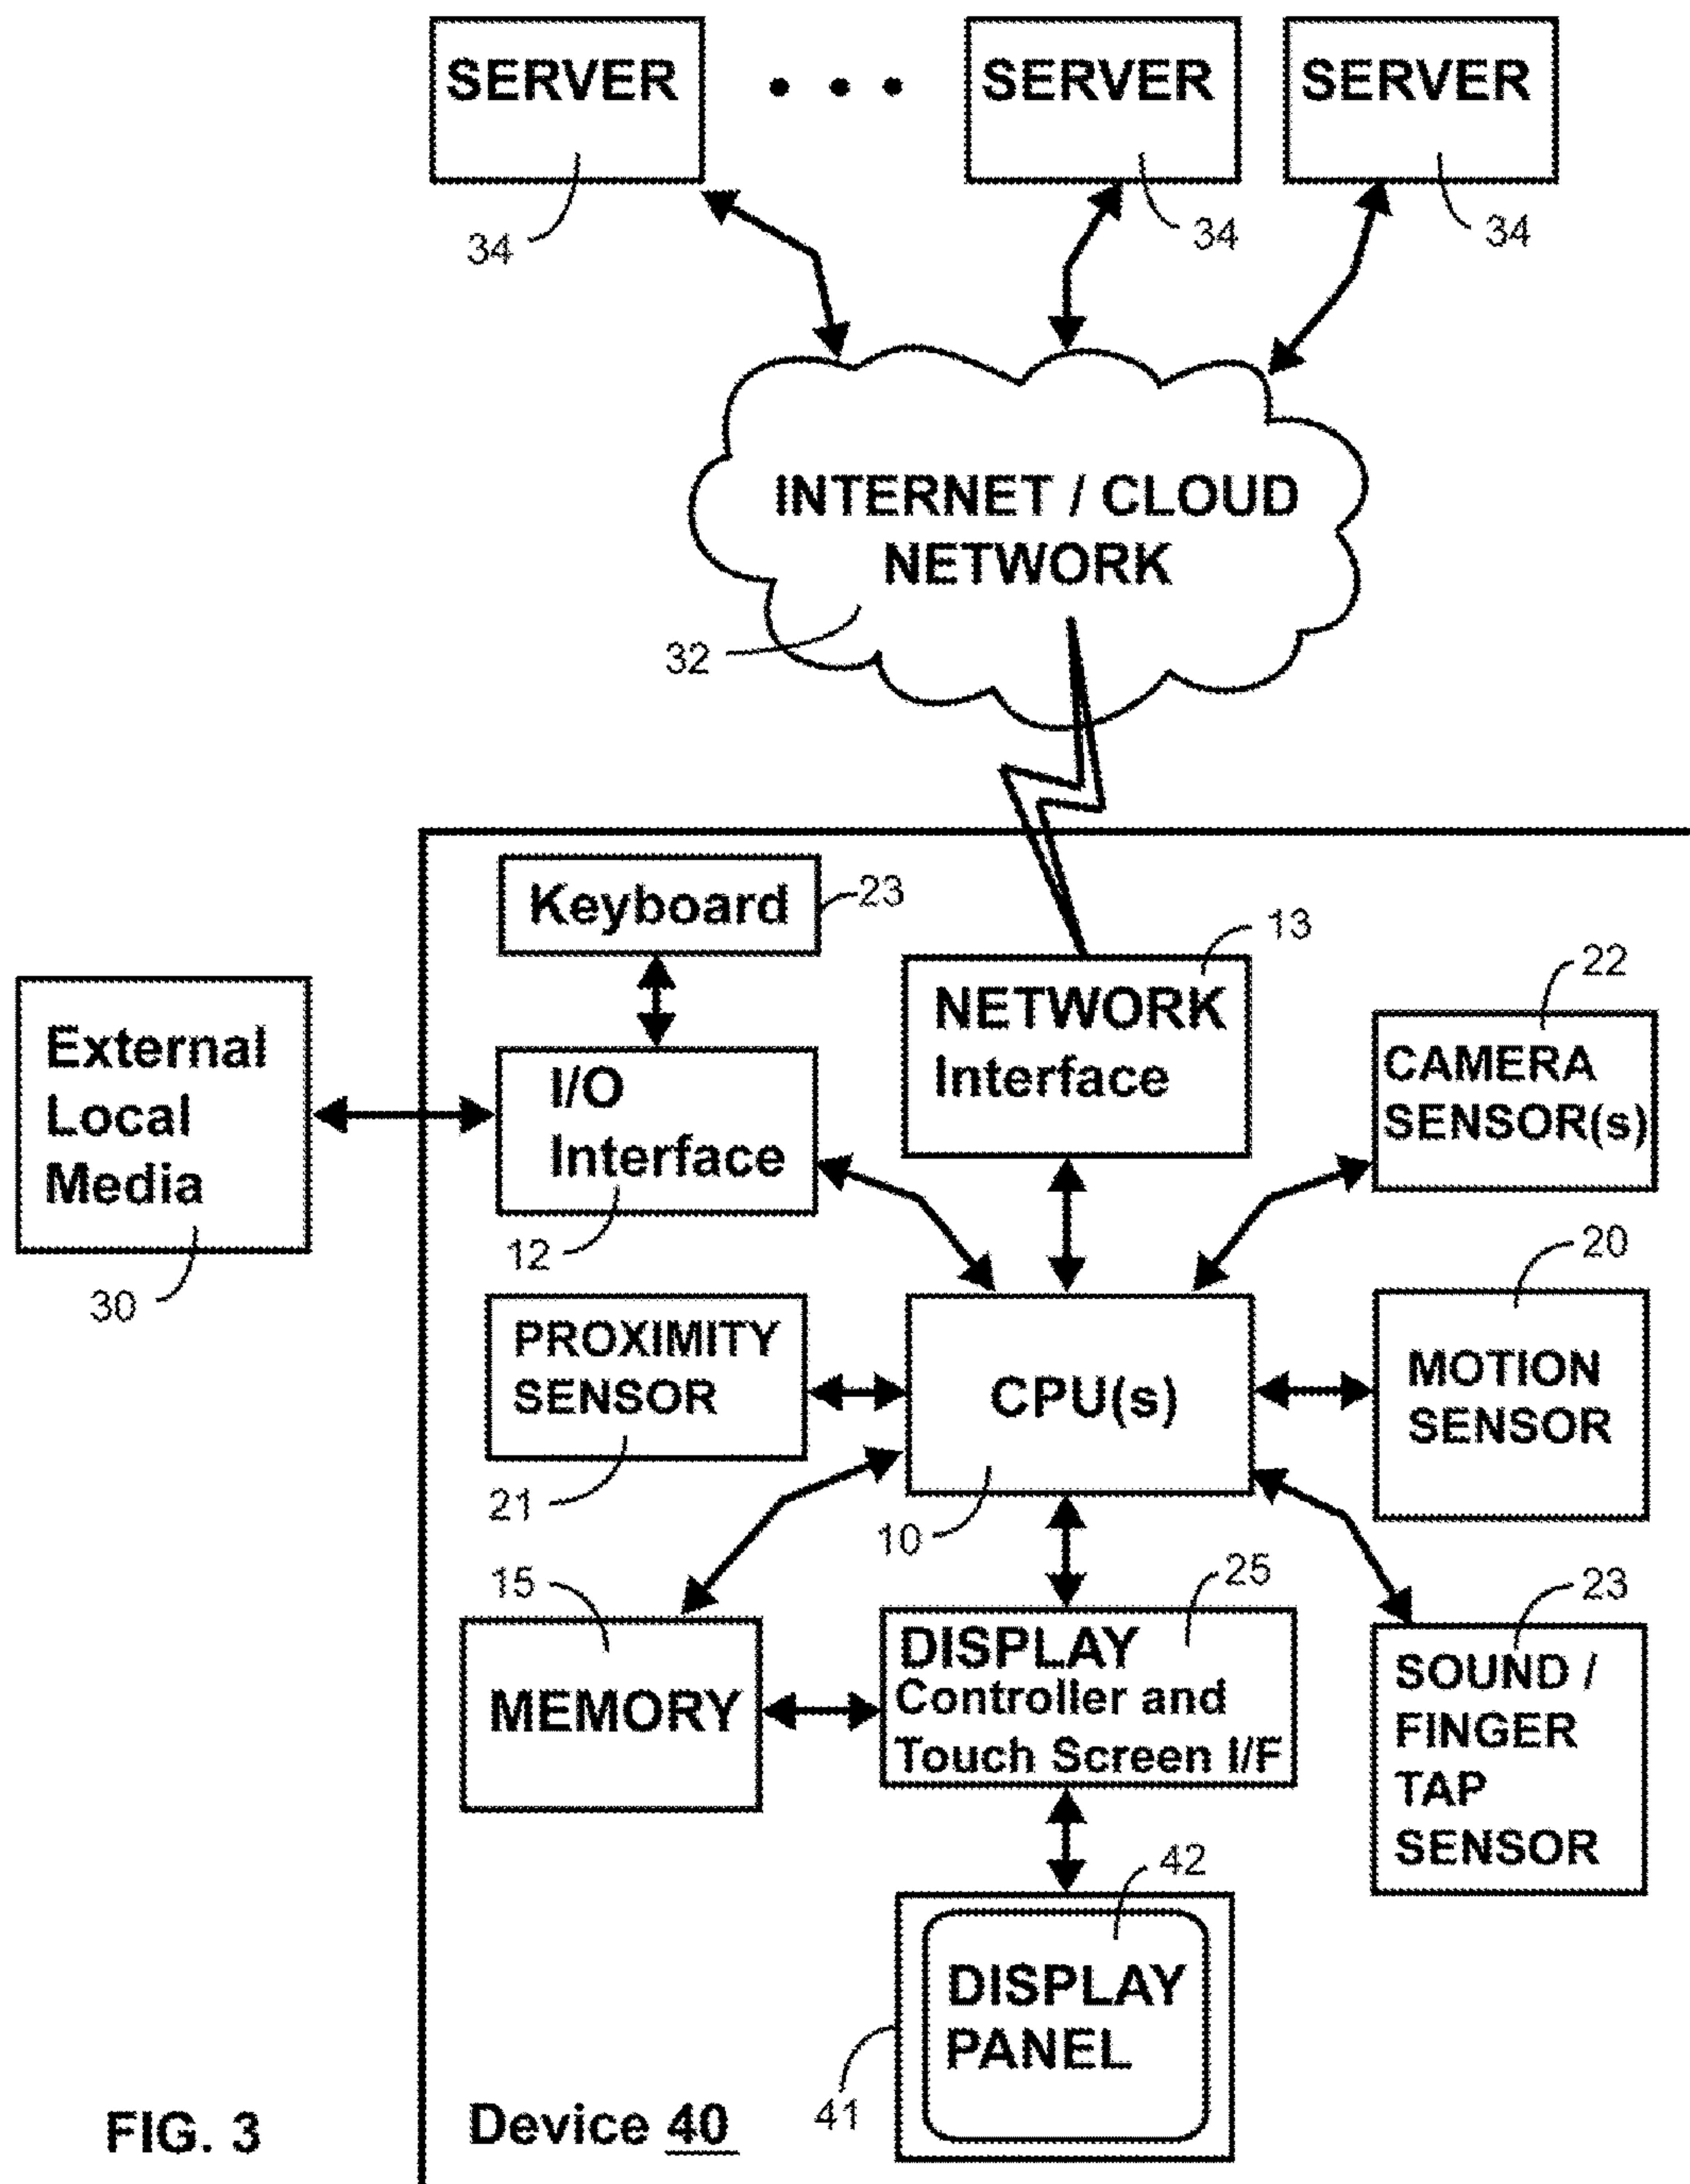 SERVER
SERVER
SERVER
34
34
34
INTERNET / CLOUD
NETWORK
32
Keyboard
23
13
NETWORK
Interface
22
CAMERA
SENSOR(s)
External
Local
Media
30
I/O
Interface
12
20
MOTION
SENSOR
PROXIMITY
SENSOR
21
CPU(s)
10
15
MEMORY
25
DISPLAY
Controller and
Touch Screen I/F
23
SOUND /
FINGER
TAP
SENSOR
42
DISPLAY
PANEL
41
FIG. 3
Device 40